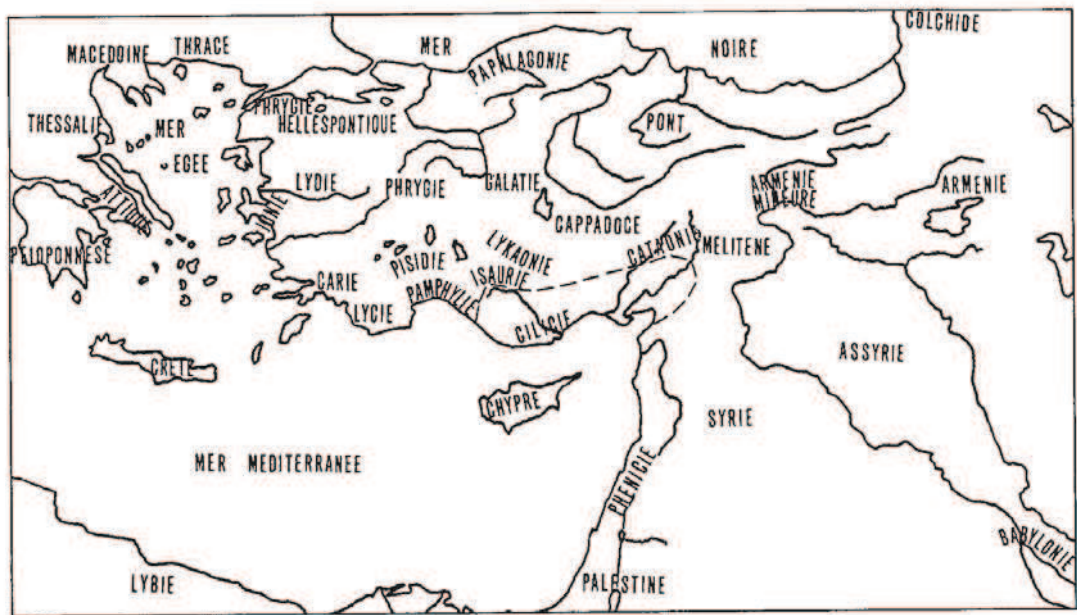 COLCHIDE
THRACE
MER
NOIRE
MACEDOINE
PAPALAGONIE
PHRYGIE
HELLESPONTIQUE
THESSALIE
MER
EGEE
PONT
LYDIE
PHRYGIE
GALATIE
ARMENIE
MINEURE
ARMENIE
ATTIQUE
IONIE
CAPPADOCE
PELOPONNESE
LYKAONIE
CATAONIE
MELITENE
PISIDIE
ISAURIE
CARIE
PAMPHYLIE
LYCIE
CILICIE
ASSYRIE
CRETE
CHYPRE
SYRIE
MER MEDITERRANEE
PHENICIE
BABYLONIE
LYBIE
PALESTINE